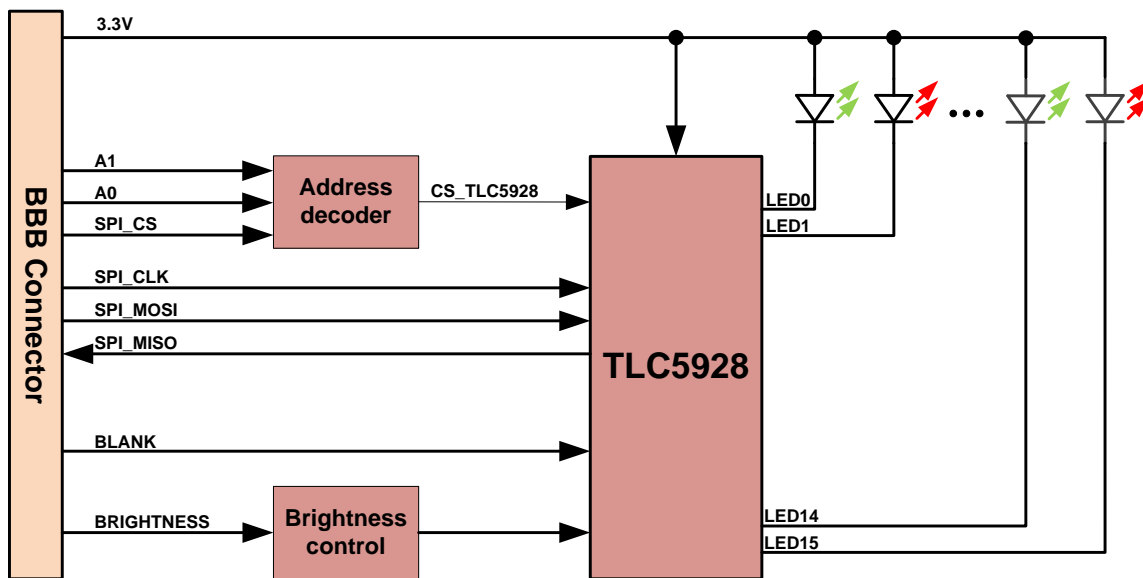 BBB Connector
3.3V
A1
A0
SPI_CS
Address
decoder
CS_TLC5928
SPI_CLK
SPI_MOSI
SPI_MISO
BLANK
BRIGHTNESS
Brightness
control
TLC5928
LED0
LED1
LED14
LED15